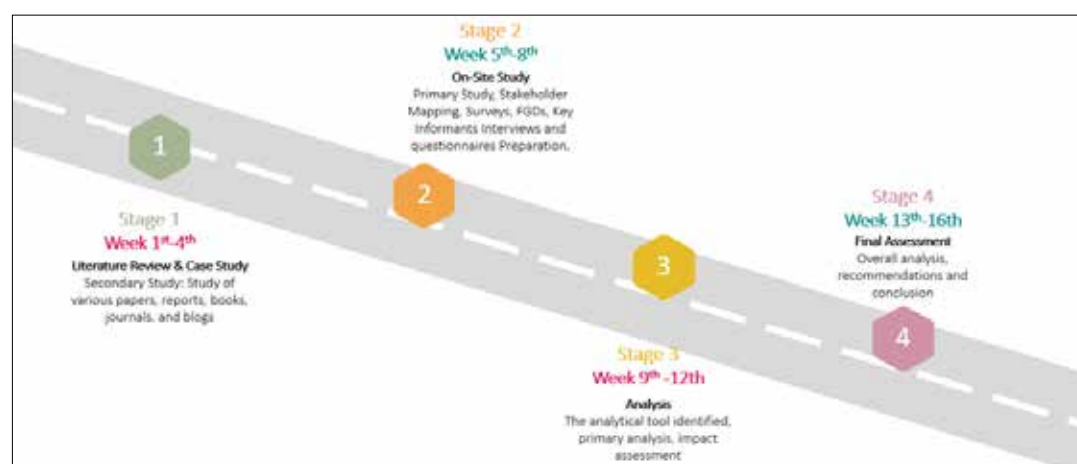 1
Stage 1
Week 1st-4th
Literature Review & Case Study
Secondary Study: Study of
various papers, reports, books,
journals, and blogs
Stage 2
Week 5th-8th
On-Site Study
Primary Study, Stakeholder
Mapping, Surveys, FGDs, Key
Informants Interviews and
questionnaires Preparation.
2
3
Stage 3
Week 9th -12th
Analysis
The analytical tool identified,
primary analysis, impact
assessment
Stage 4
Week 13th-16th
Final Assessment
Overall analysis,
recommendations and
conclusion
4